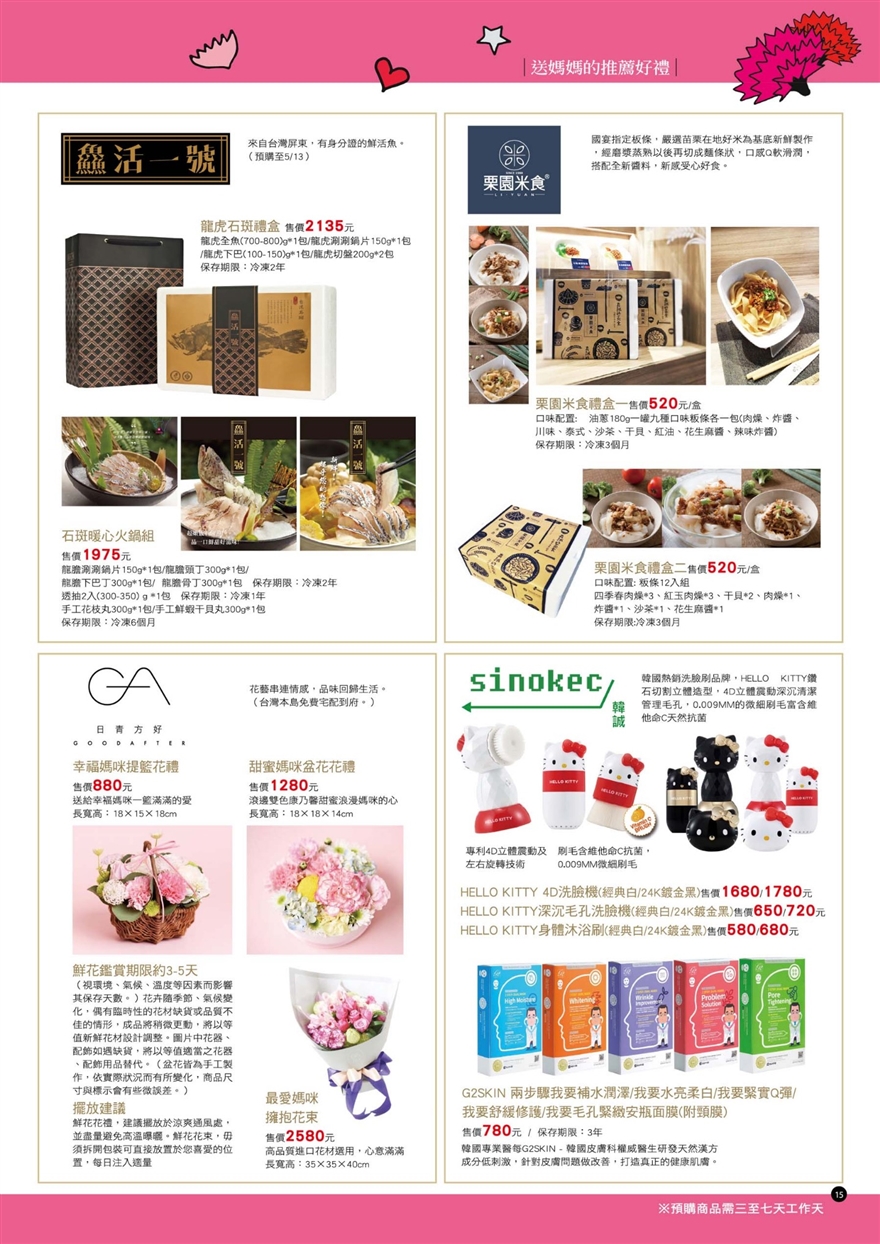 送媽媽的推薦好禮
鱻活一號
來自台灣屏東，有身分證的鮮活魚。
（預購至5/13）
龍虎石斑禮盒 售價2135元
龍虎全魚(700-800)g*1包/龍虎涮涮鍋片150g*1包
/龍虎下巴(100-150)g*1包/龍虎切盤200g*2包
保存期限：冷凍2年
鱻活一號
鱻活一號
鱻活一號
石斑暖心火鍋組
售價1975元
龍膽涮涮鍋片150g*1包/龍膽頭丁300g*1包/
龍膽下巴丁300g*1包/ 龍膽骨丁300g*1包 保存期限：冷凍2年
透抽2入(300-350) g *1包 保存期限：冷凍1年
手工花枝丸300g*1包/手工鮮蝦干貝丸300g*1包
保存期限：冷凍6個月
栗園米食®
LI-YUAN
國宴指定板條，嚴選苗栗在地好米為基底新鮮製作
，經磨漿蒸熟以後再切成麵條狀，口感Q軟滑潤，
搭配全新醬料，新感受心好食。
栗園米食禮盒一售價520元/盒
口味配置: 油蔥180g一罐九種口味粄條各一包(肉燥、炸醬、
川味、泰式、沙茶、干貝、紅油、花生麻醬、辣味炸醬)
保存期限：冷凍3個月
栗園米食禮盒二售價520元/盒
口味配置: 粄條12入組
四季春肉燥*3、紅玉肉燥*3、干貝*2、肉燥*1、
炸醬*1、沙茶*1、花生麻醬*1
保存期限:冷凍3個月
GA
日青方好
GOODAFTER
花藝串連情感，品味回歸生活。
（台灣本島免費宅配到府。）
幸福媽咪提籃花禮
售價880元
送給幸福媽咪一籃滿滿的愛
長寬高：18×15×18cm
甜蜜媽咪盆花花禮
售價1280元
滾邊雙色康乃馨甜蜜浪漫媽咪的心
長寬高：18×18×14cm
鮮花鑑賞期限約3-5天
（視環境、氣候、溫度等因素而影響
其保存天數。）花卉隨季節、氣候變
化，偶有臨時性的花材缺貨或品質不
佳的情形，成品將稍微更動，將以等
值新鮮花材設計調整。圖片中花器、
配飾如遇缺貨，將以等值適當之花器
、配飾用品替代。（盆花皆為手工製
作，依實際狀況而有所變化，商品尺
寸與標示會有些微誤差。）
擺放建議
鮮花花禮，建議擺放於涼爽通風處，
並盡量避免高溫曝曬。鮮花花束，毋
須拆開包裝可直接放置於您喜愛的位
置，每日注入適量
最愛媽咪
擁抱花束
售價2580元
高品質進口花材選用，心意滿滿
長寬高：35×35×40cm
sinokec
韓誠
韓國熱銷洗臉刷品牌，HELLO KITTY鑽
石切割立體造型，4D立體震動深沉清潔
管理毛孔，0.009MM的微細刷毛富含維
他命C天然抗菌
HELLO KITTY
HELLO KITTY
HELLO KITTY
Vitamin C
BRUSH
專利4D立體震動及
左右旋轉技術
刷毛含維他命C抗菌，
0.009MM微細刷毛
HELLO KITTY 4D洗臉機(經典白/24K鍍金黑)售價1680/1780元
HELLO KITTY深沉毛孔洗臉機(經典白/24K鍍金黑)售價650/720元
HELLO KITTY身體沐浴刷(經典白/24K鍍金黑)售價580/680元
High Moisture
Whitening
Wrinkle
Improvement
Problem
Solution
Pore
Tightening
G2SKIN 兩步驟我要補水潤澤/我要水亮柔白/我要緊實Q彈/
我要舒緩修護/我要毛孔緊緻安瓶面膜(附頸膜)
售價780元 / 保存期限：3年
韓國專業醫每G2SKIN - 韓國皮膚科權威醫生研發天然漢方
成分低刺激，針對皮膚問題做改善，打造真正的健康肌膚。
15
※預購商品需三至七天工作天